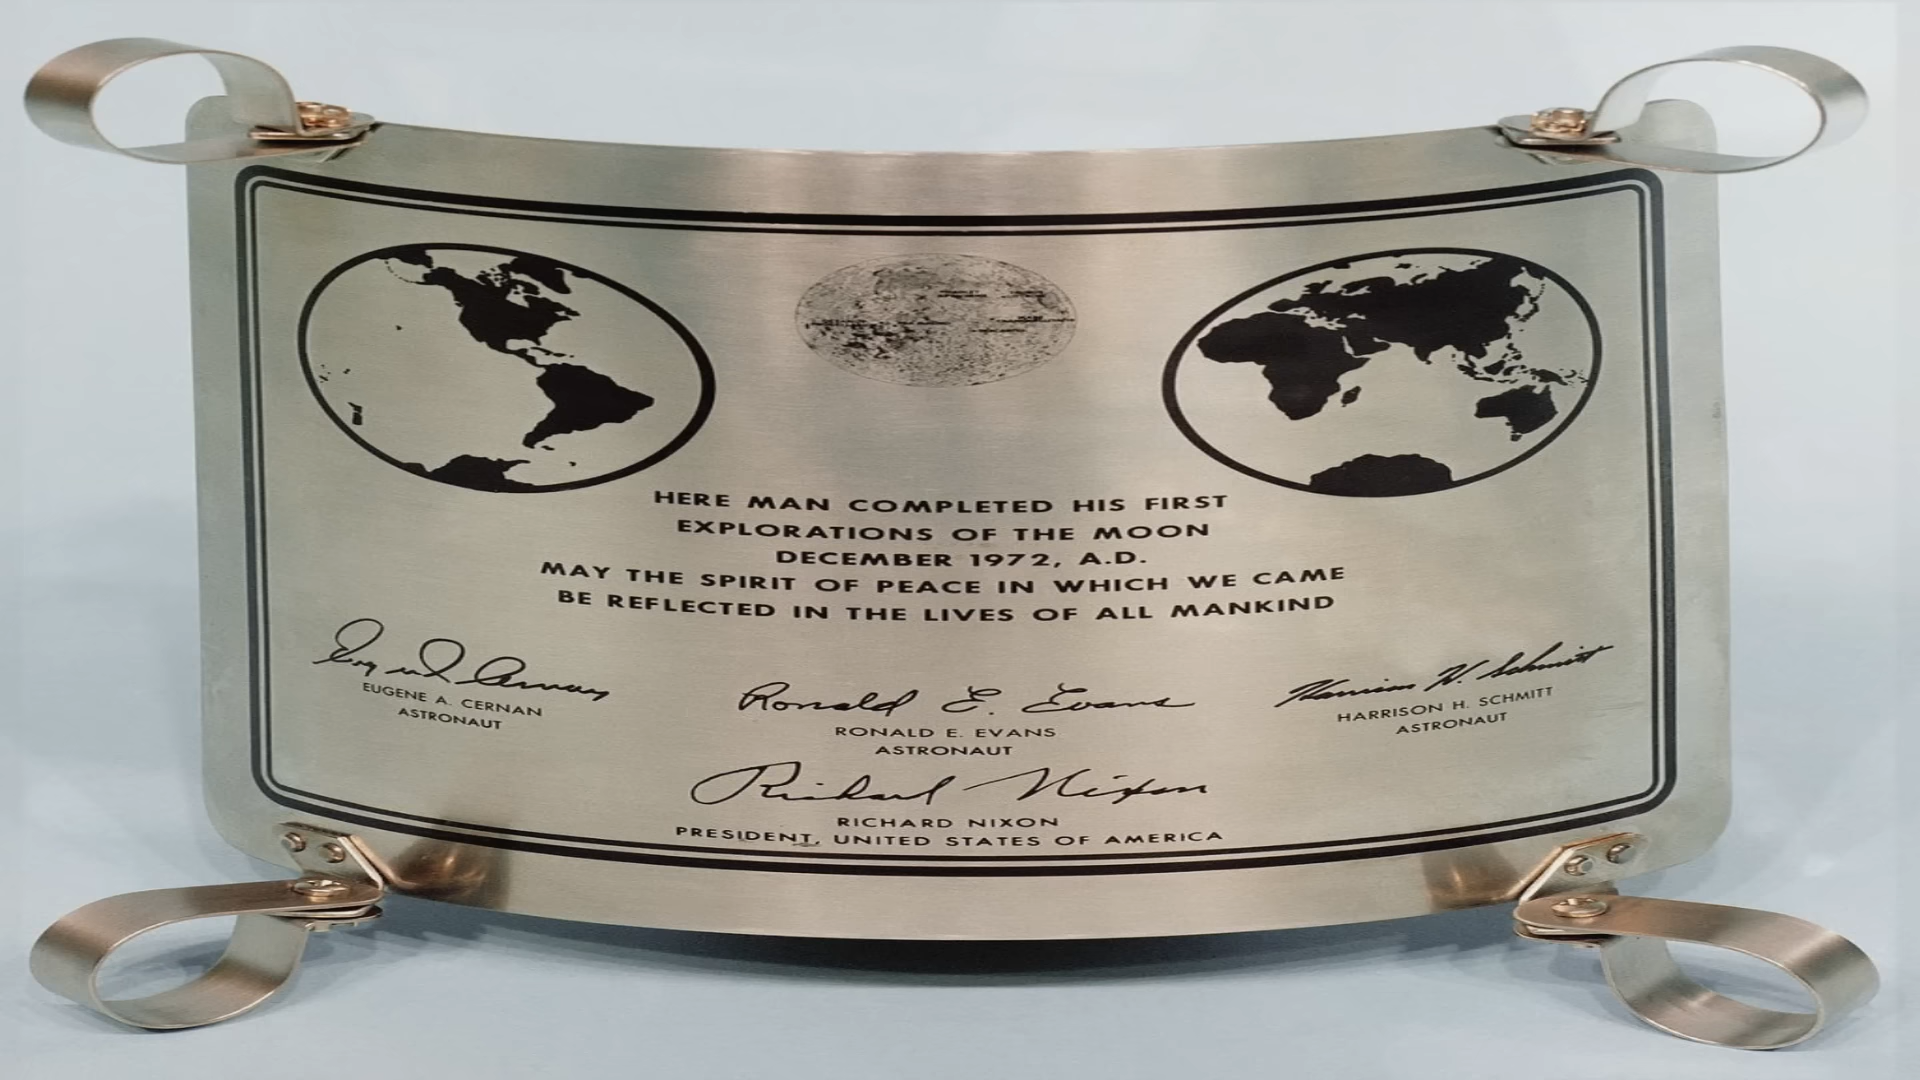 HERE MAN COMPLETED HIS FIRST
EXPLORATIONS OF THE MOON
DECEMBER 1972, A.D.
MAY THE SPIRIT OF PEACE IN WHICH WE CAME
BE REFLECTED IN THE LIVES OF ALL MANKIND
Eugene A. Cernan
EUGENE A. CERNAN
ASTRONAUT
Ronald E. Evans
RONALD E. EVANS
ASTRONAUT
Harrison H. Schmitt
HARRISON H. SCHMITT
ASTRONAUT
Richard Nixon
RICHARD NIXON
PRESIDENT, UNITED STATES OF AMERICA